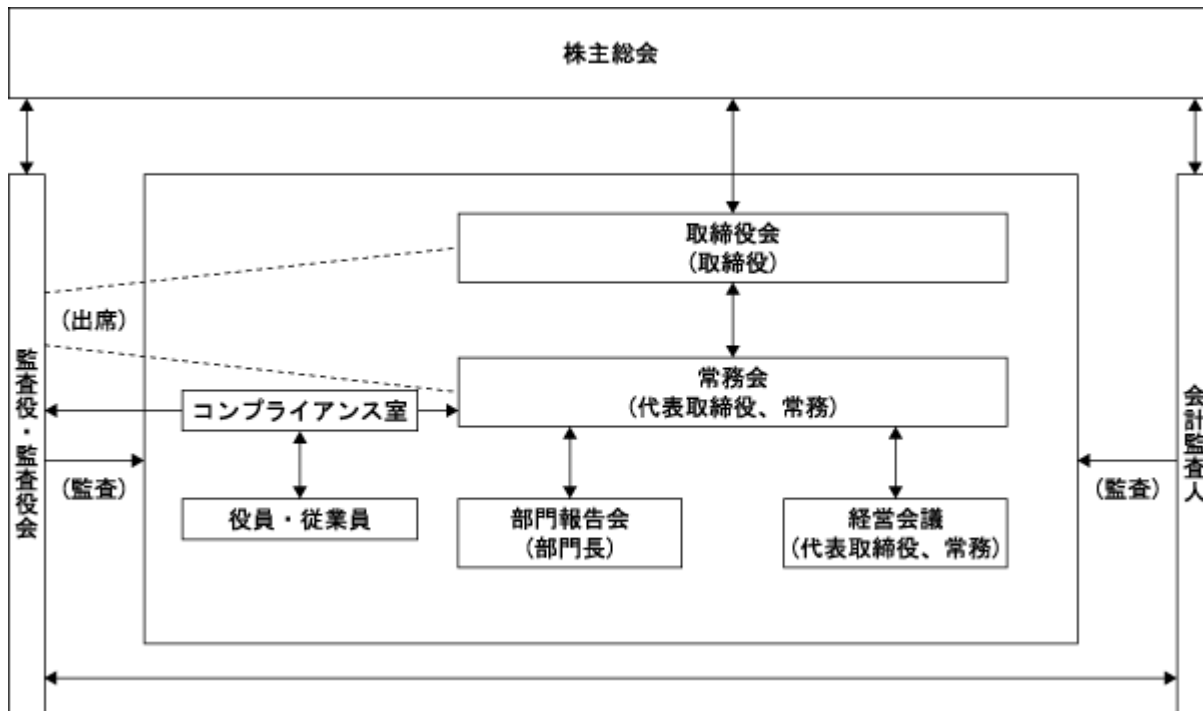 株主総会
取締役会
(取締役)
(出席)
常務会
(代表取締役、常務)
コンプライアンス室
監査役・監査役会
(監査)
役員・従業員
部門報告会
(部門長)
経営会議
(代表取締役、常務)
(監査)
会計監査人